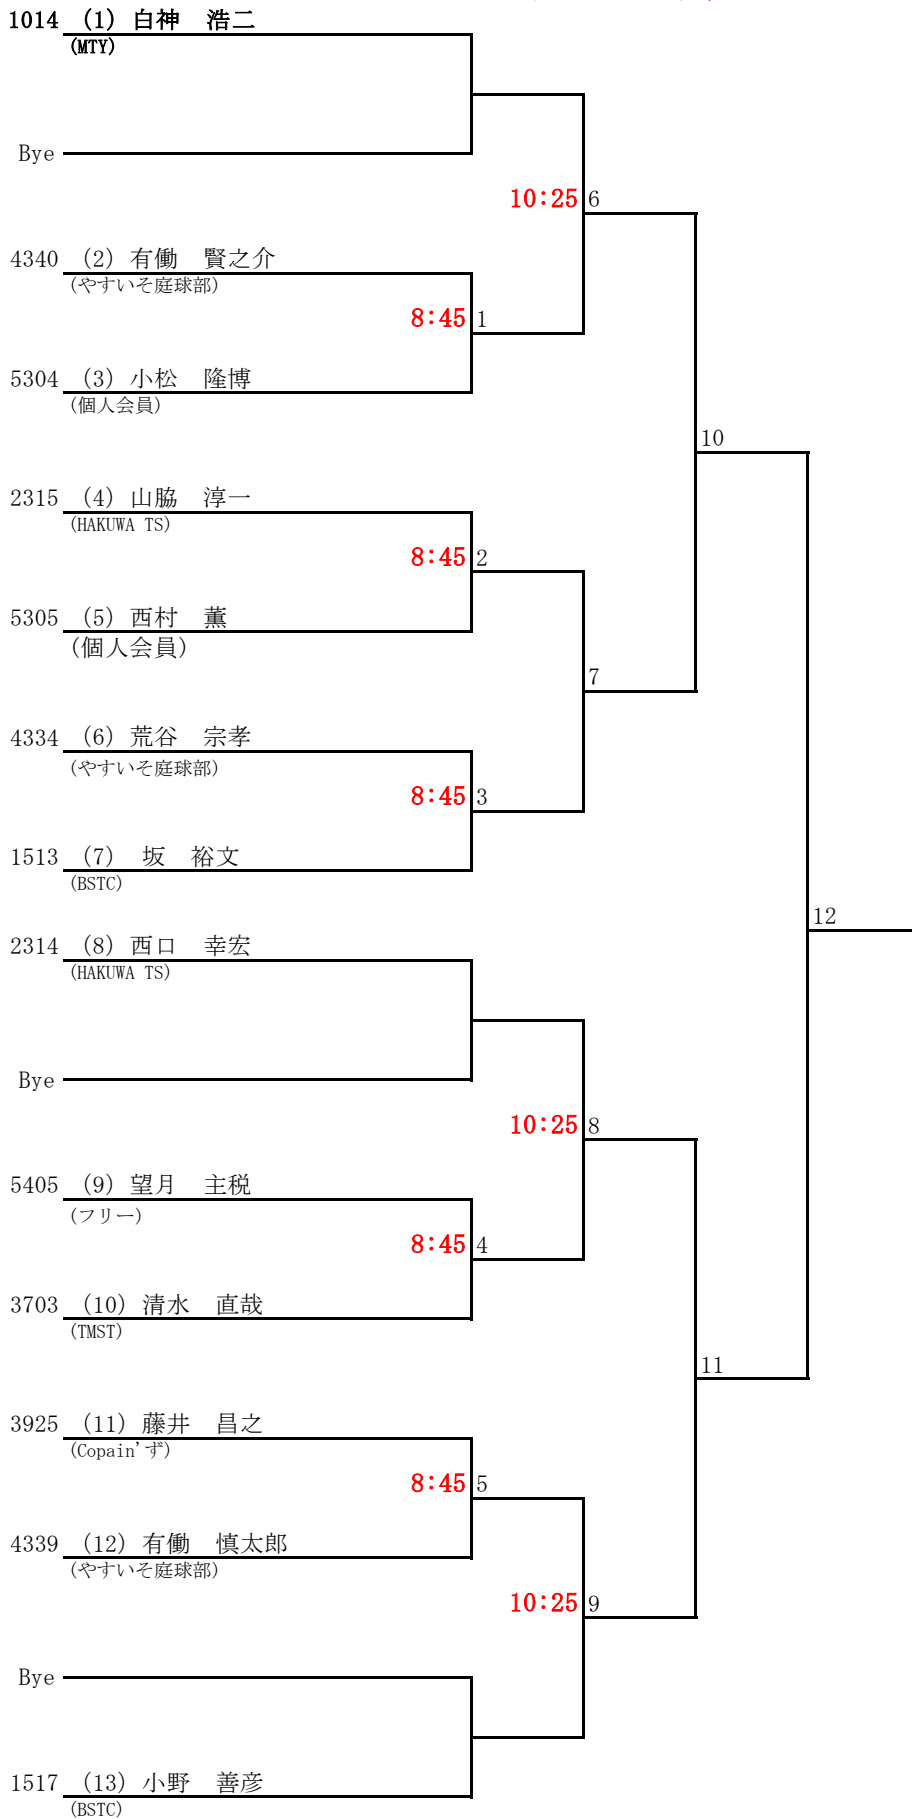 1014 (1) 白神　浩二
(MTY)
Bye
10:25 6
4340 (2) 有働　賢之介
(やすいそ庭球部)
8:45 1
5304 (3) 小松　隆博
(個人会員)
10
2315 (4) 山脇　淳一
(HAKUWA TS)
8:45 2
5305 (5) 西村　薫
(個人会員)
7
4334 (6) 荒谷　宗孝
(やすいそ庭球部)
8:45 3
1513 (7)　坂　裕文
(BSTC)
12
2314 (8) 西口　幸宏
(HAKUWA TS)
Bye
10:25 8
5405 (9) 望月　主税
(フリー)
8:45 4
3703 (10) 清水　直哉
(TMST)
11
3925 (11) 藤井　昌之
(Copain'ず)
8:45 5
4339 (12) 有働　慎太郎
(やすいそ庭球部)
10:25 9
Bye
1517 (13) 小野　善彦
(BSTC)